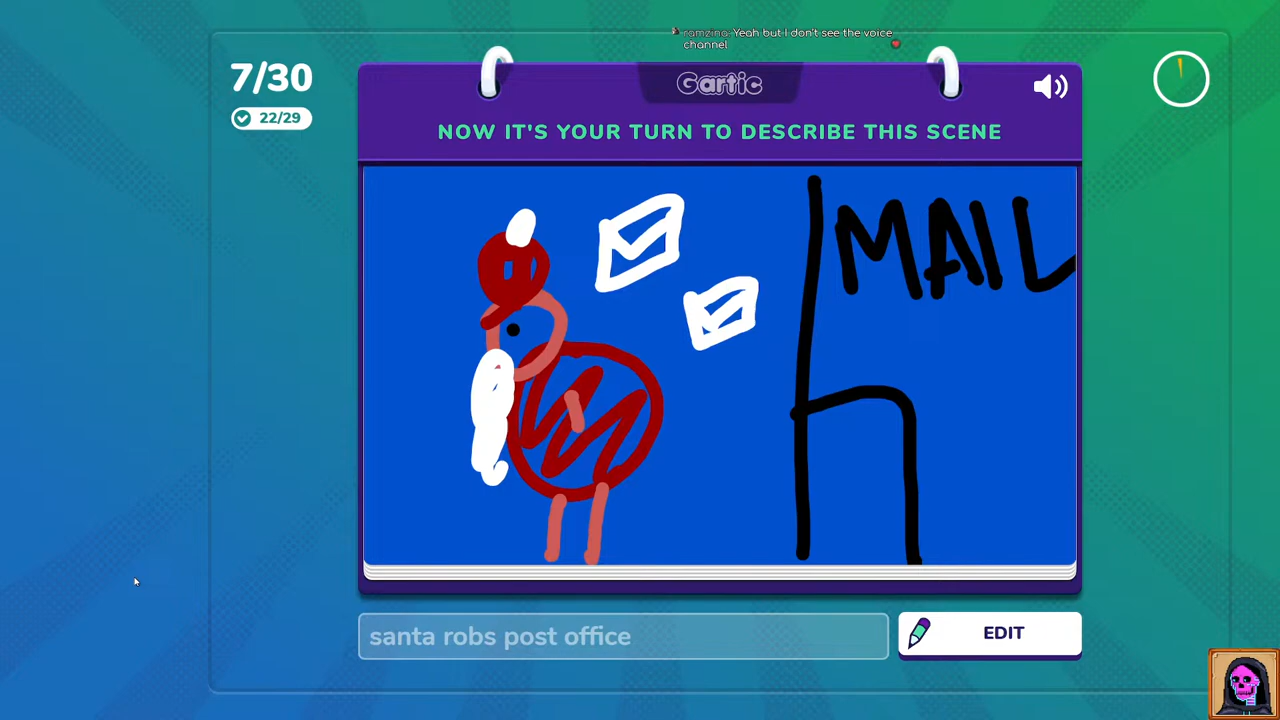 ramzino: Yeah but I don't see the voice
channel
7/30
22/29
Gartic
NOW IT'S YOUR TURN TO DESCRIBE THIS SCENE
MAIL
santa robs post office
EDIT